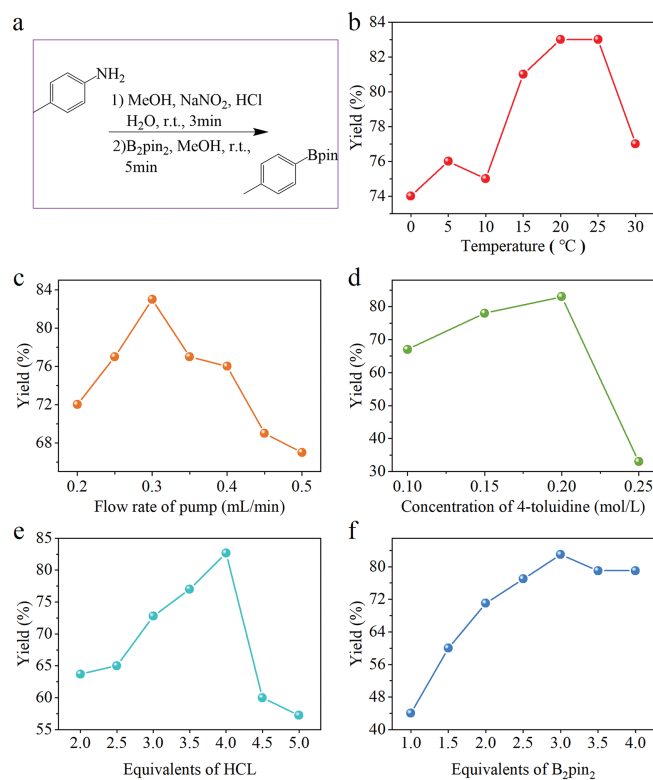 a
NH2
1) MeOH, NaNO2, HCl
H2O, r.t., 3min
2)B2pin2, MeOH, r.t.,
5min
Bpin
b
84
82
80
78
76
74
Yield (%)
0 5 10 15 20 25 30
Temperature ( ℃ )
c
84
80
76
72
68
Yield (%)
0.2 0.3 0.4 0.5
Flow rate of pump (mL/min)
d
90
80
70
60
50
40
30
Yield (%)
0.10 0.15 0.20 0.25
Concentration of 4-toluidine (mol/L)
e
85
80
75
70
65
60
55
Yield (%)
2.0 2.5 3.0 3.5 4.0 4.5 5.0
Equivalents of HCL
f
88
80
72
64
56
48
40
Yield (%)
1.0 1.5 2.0 2.5 3.0 3.5 4.0
Equivalents of B2pin2